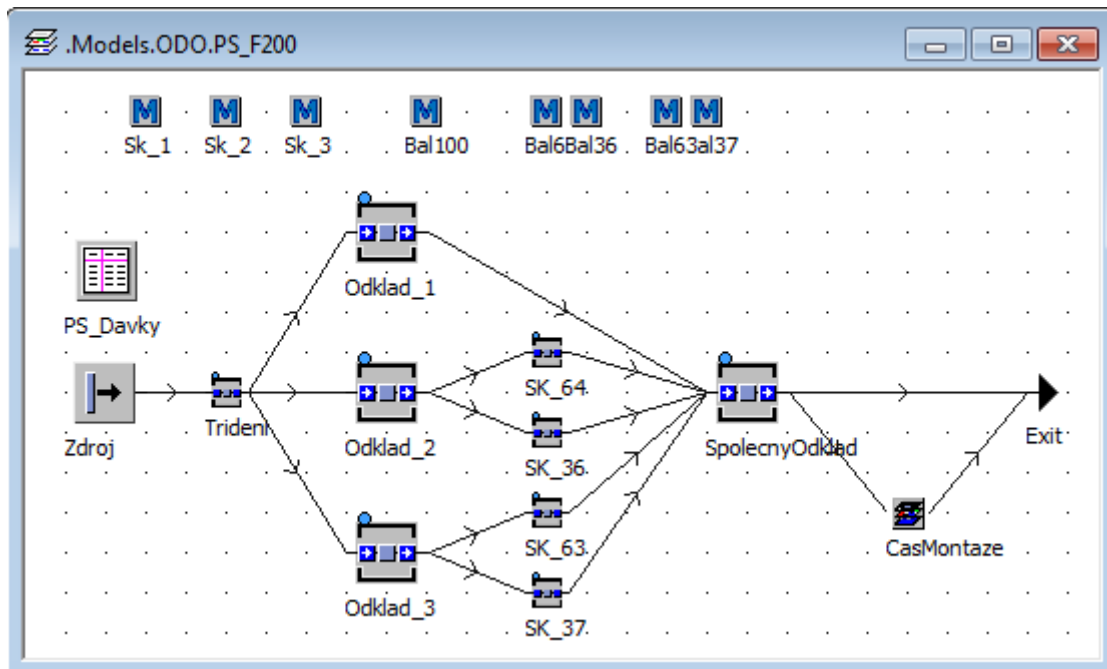 .Models.ODO.PS_F200
Sk_1 Sk_2 Sk_3 Bal100 Bal6Bal36 Bal63al37
Odklad_1
PS_Davky
SK_64
Zdroj Trideni Odklad_2 SpolecnyOdklad Exit
SK_36
SK_63 CasMontaze
Odklad_3
SK_37